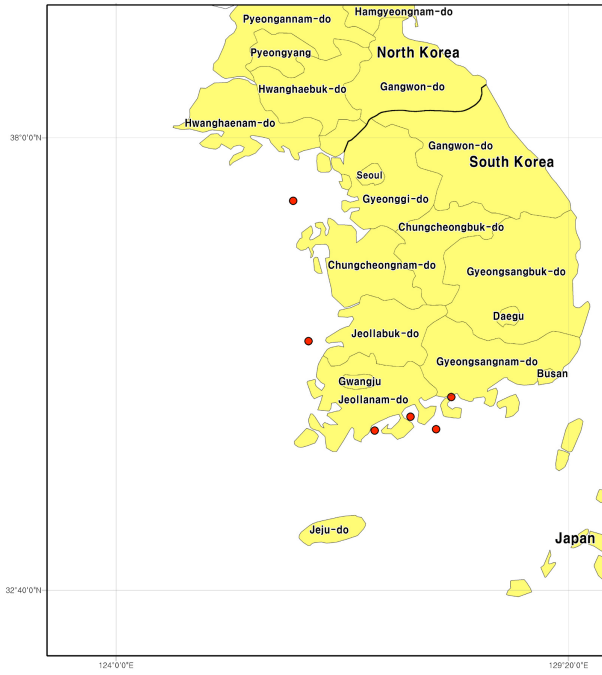 Hamgyeongnam-do
Pyeongannam-do
Pyeongyang
North Korea
Hwanghaebuk-do
Gangwon-do
Hwanghaenam-do
38°0'0"N
Gangwon-do
South Korea
Seoul
Gyeonggi-do
Chungcheongbuk-do
Chungcheongnam-do
Gyeongsangbuk-do
Daegu
Jeollabuk-do
Gyeongsangnam-do
Busan
Gwangju
Jeollanam-do
Jeju-do
Japan
32°40'0"N
124°0'0"E
129°20'0"E